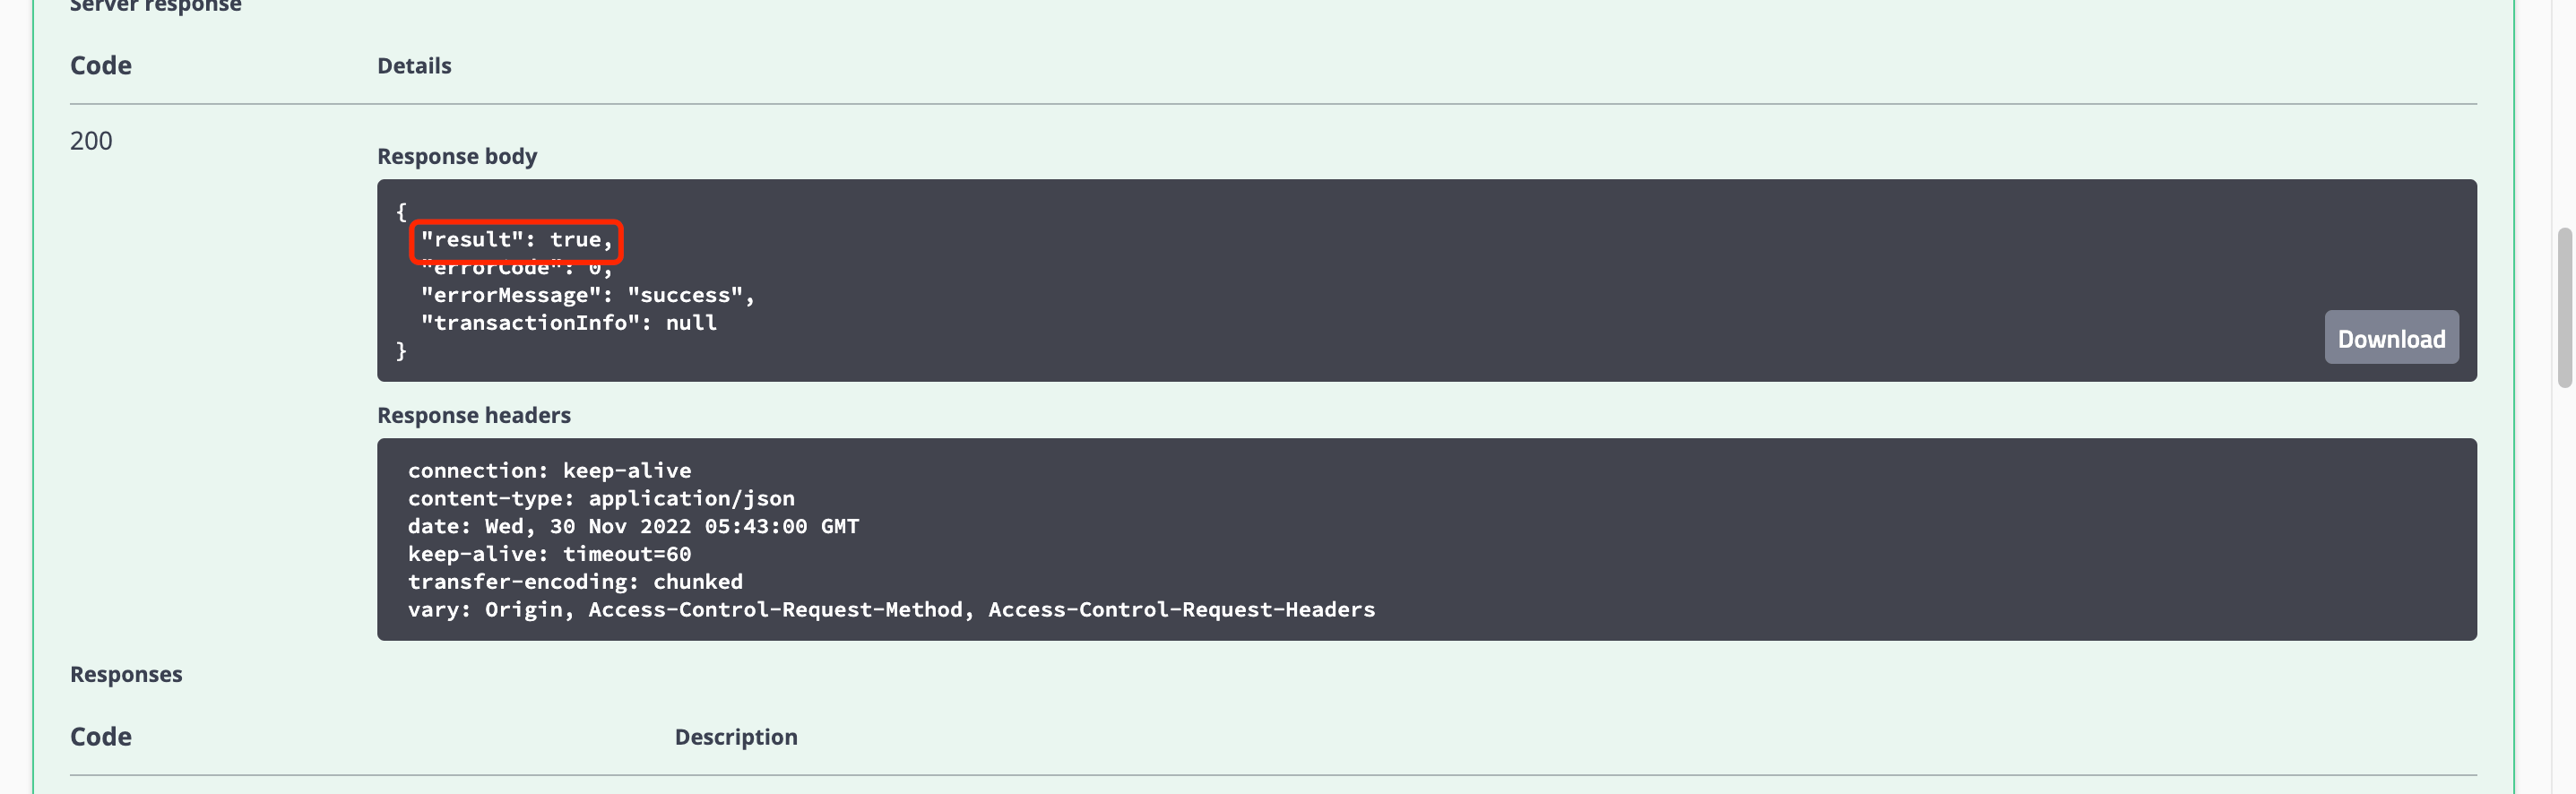 Server response
Code Details
200
Response body
{
"result": true,
"errorCode": 0,
"errorMessage": "success",
"transactionInfo": null
}
Download
Response headers
connection: keep-alive
content-type: application/json
date: Wed, 30 Nov 2022 05:43:00 GMT
keep-alive: timeout=60
transfer-encoding: chunked
vary: Origin, Access-Control-Request-Method, Access-Control-Request-Headers
Responses
Code Description